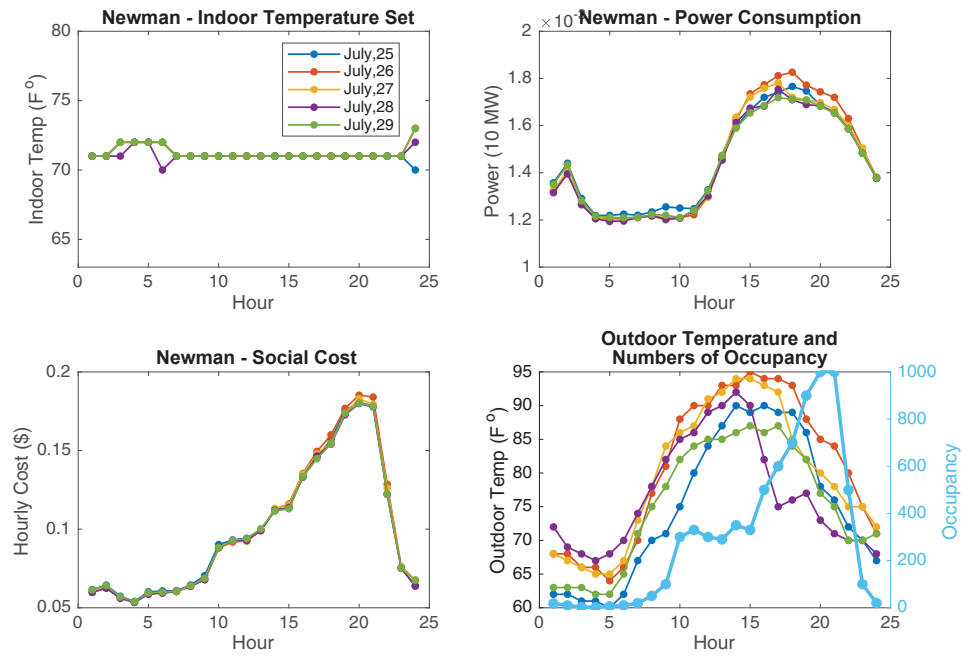 Newman - Indoor Temperature Set
80
75
70
65
Indoor Temp (F o)
0 5 10 15 20 25
Hour
July,25
July,26
July,27
July,28
July,29
Newman - Power Consumption
2 × 10 -3
1.8
1.6
1.4
1.2
1
Power (10 MW)
0 5 10 15 20 25
Hour
Newman - Social Cost
0.2
0.15
0.1
0.05
Hourly Cost ($)
0 5 10 15 20 25
Hour
Outdoor Temperature and
Numbers of Occupancy
95
90
85
80
75
70
65
60
Outdoor Temp (F o)
1000
800
600
400
200
0
Occupancy
0 5 10 15 20 25
Hour